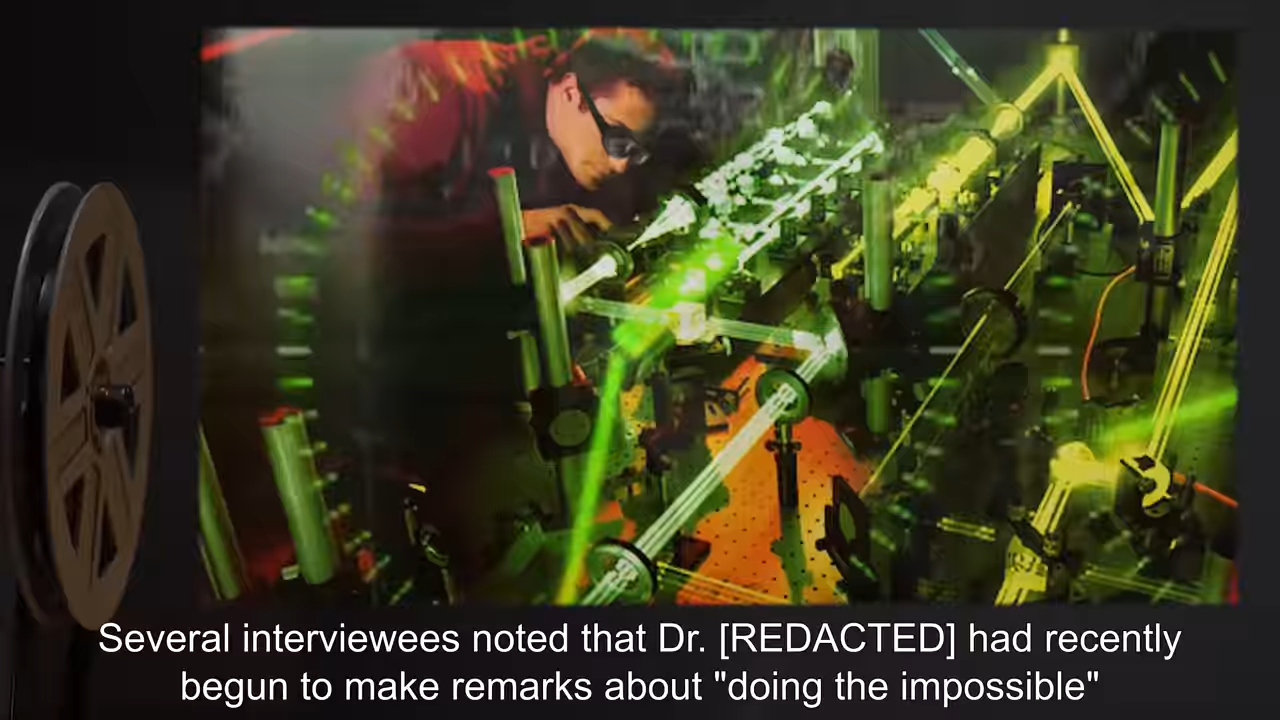 Several interviewees noted that Dr. [REDACTED] had recently
begun to make remarks about "doing the impossible"